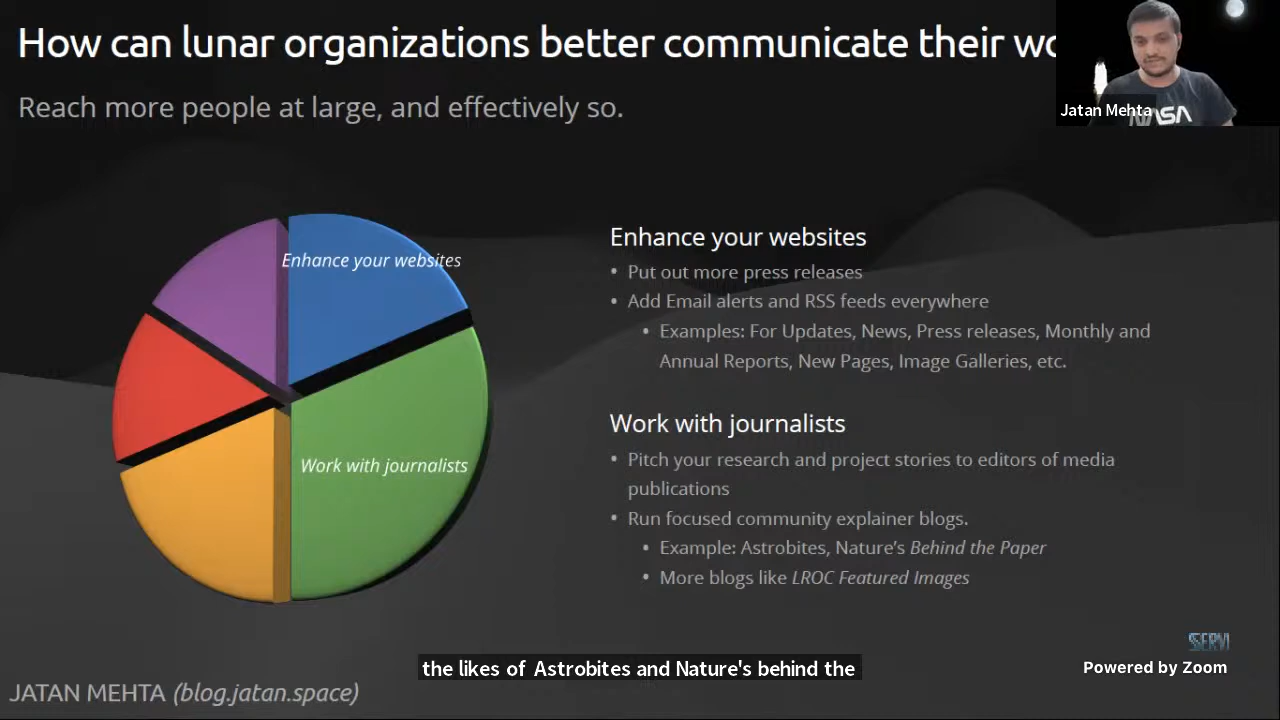 How can lunar organizations better communicate their
Reach more people at large, and effectively so.
NASA
Jatan Mehta
Enhance your websites
Work with journalists
Enhance your websites
• Put out more press releases
• Add Email alerts and RSS feeds everywhere
• Examples: For Updates, News, Press releases, Monthly and
Annual Reports, New Pages, Image Galleries, etc.
Work with journalists
• Pitch your research and project stories to editors of media
publications
• Run focused community explainer blogs.
• Example: Astrobites, Nature's Behind the Paper
• More blogs like LROC Featured Images
the likes of Astrobites and Nature's behind the
Powered by Zoom
JATAN MEHTA (blog.jatan.space)